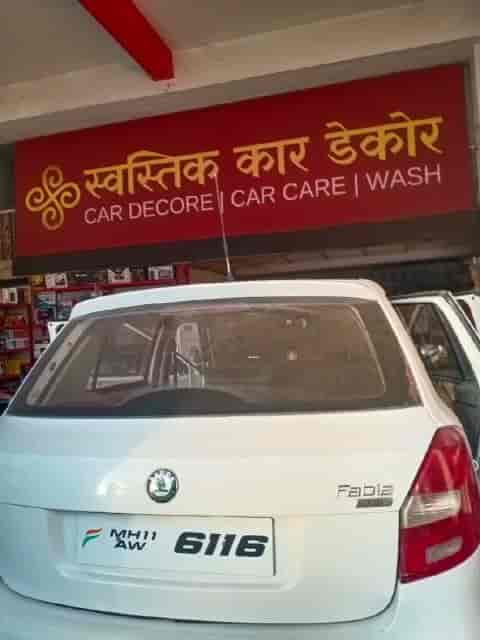 स्वस्तिक कार डेकोर
CAR DECORE | CAR CARE | WASH
Fabia
MH11
AW
6116